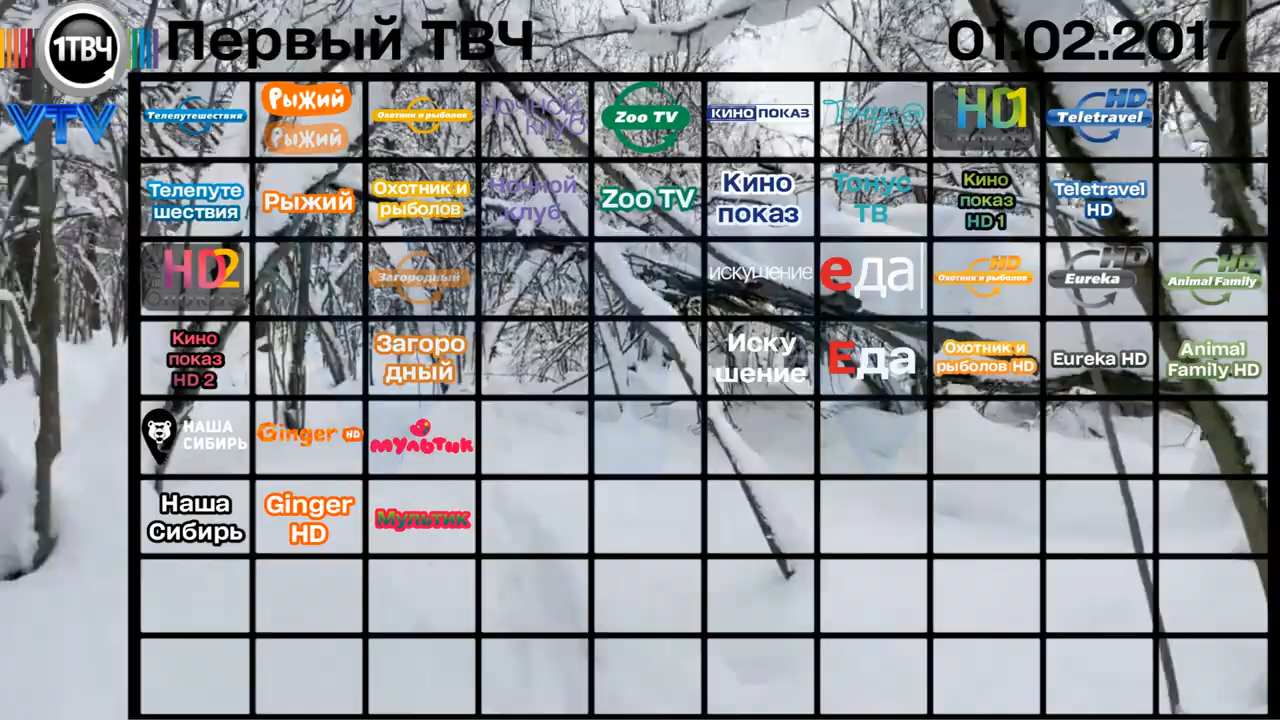 1ТВЧ
Первый ТВЧ
01.02.2017
VTV
Телепутешествия
Рыжий
Рыжий
Охотник и рыболов
НОЧНОЙ
КЛУБ
Zoo TV
КИНО ПОКАЗ
Тонус
HD1
HD
Teletravel
Телепуте
шествия
Рыжий
Охотник и
рыболов
Ночной
клуб
Zoo TV
Кино
показ
Тонус
ТВ
Кино
показ
HD 1
Teletravel
HD
HD2
Загородный
искушение
еда
HD
Охотник и рыболов
HD
Eureka
HD
Animal Family
Кино
показ
HD 2
Загоро
дный
Иску
шение
Еда
Охотник и
рыболов HD
Eureka HD
Animal
Family HD
НАША
СИБИРЬ
Ginger HD
мультик
Наша
Сибирь
Ginger
HD
Мультик